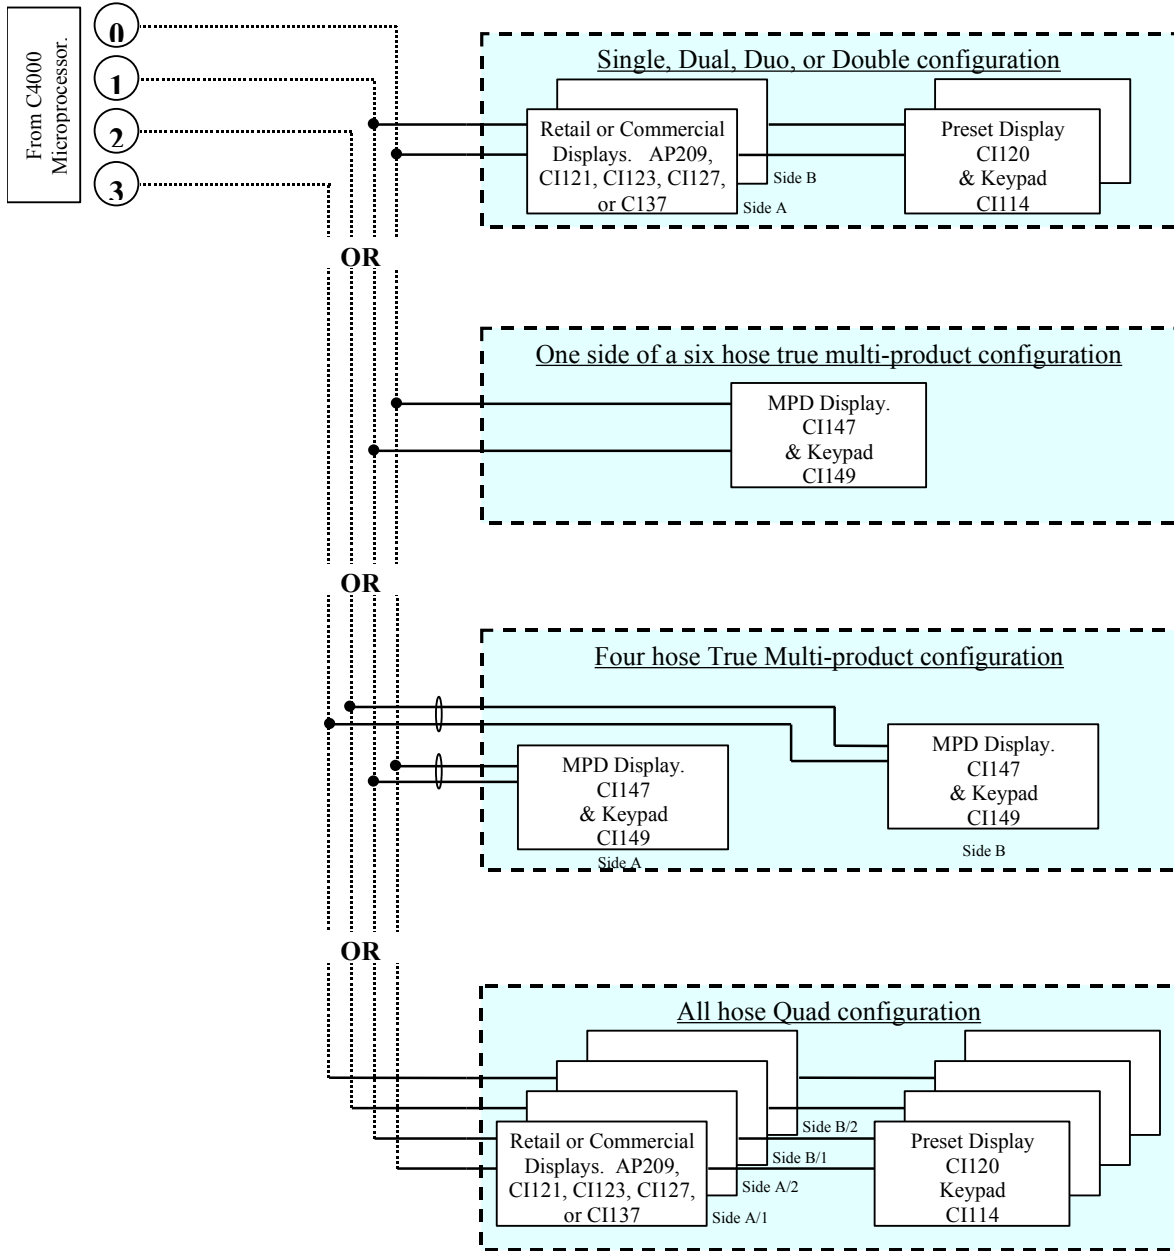 From C4000
Microprocessor.
0
1
2
3
Single, Dual, Duo, or Double configuration
Retail or Commercial
Displays. AP209,
CI121, CI123, CI127,
or C137
Side B
Side A
Preset Display
CI120
& Keypad
CI114
OR
One side of a six hose true multi-product configuration
MPD Display.
CI147
& Keypad
CI149
OR
Four hose True Multi-product configuration
MPD Display.
CI147
& Keypad
CI149
Side A
MPD Display.
CI147
& Keypad
CI149
Side B
OR
All hose Quad configuration
Retail or Commercial
Displays. AP209,
CI121, CI123, CI127,
or CI137
Side B/2
Side B/1
Side A/2
Side A/1
Preset Display
CI120
Keypad
CI114